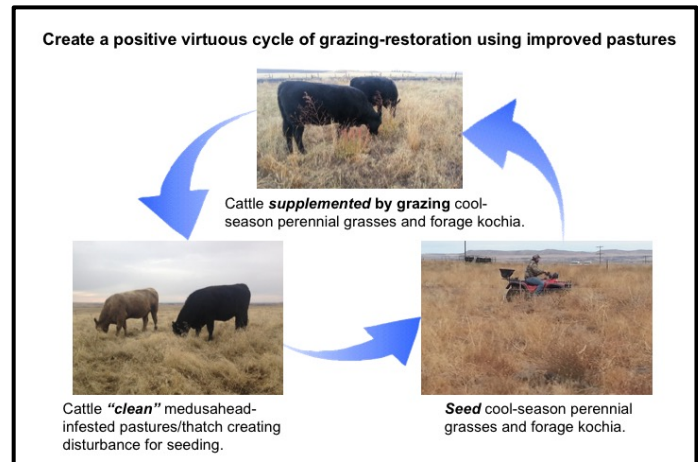 Create a positive virtuous cycle of grazing-restoration using improved pastures
Cattle supplemented by grazing cool-
season perennial grasses and forage kochia.
Cattle “clean” medusahead-
infested pastures/thatch creating
disturbance for seeding.
Seed cool-season perennial
grasses and forage kochia.